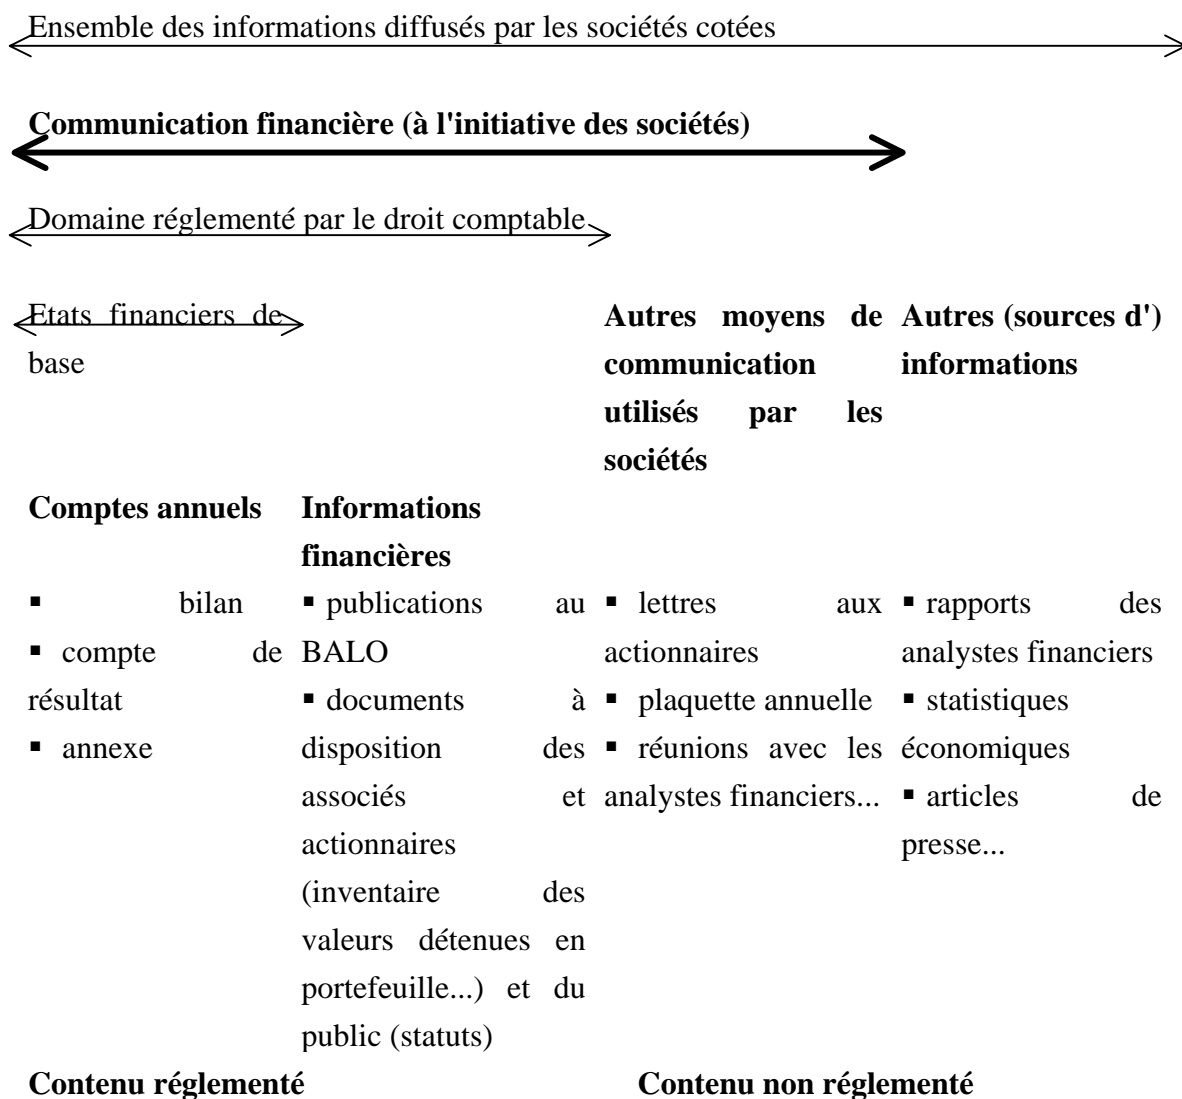 Ensemble des informations diffusés par les sociétés cotées
Communication financière (à l'initiative des sociétés)
Domaine réglementé par le droit comptable
Etats financiers de
base
Autres moyens de
communication
utilisés par les
sociétés
Autres (sources d')
informations
Comptes annuels
Informations
financières
▪ bilan
▪ compte de
résultat
▪ annexe
▪ publications au
BALO
▪ documents à
disposition des
associés et
actionnaires
(inventaire des
valeurs détenues en
portefeuille...) et du
public (statuts)
▪ lettres aux
actionnaires
▪ plaquette annuelle
▪ réunions avec les
analystes financiers...
▪ rapports des
analystes financiers
▪ statistiques
économiques
▪ articles de
presse...
Contenu réglementé
Contenu non réglementé